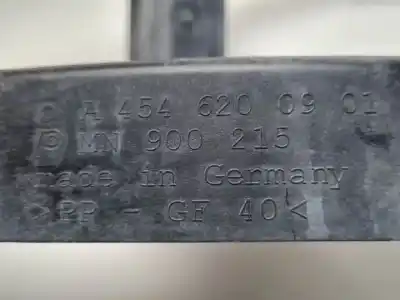 © A 454 620 09 01
© MN 900 215
made in Germany
>PP - GF 40<